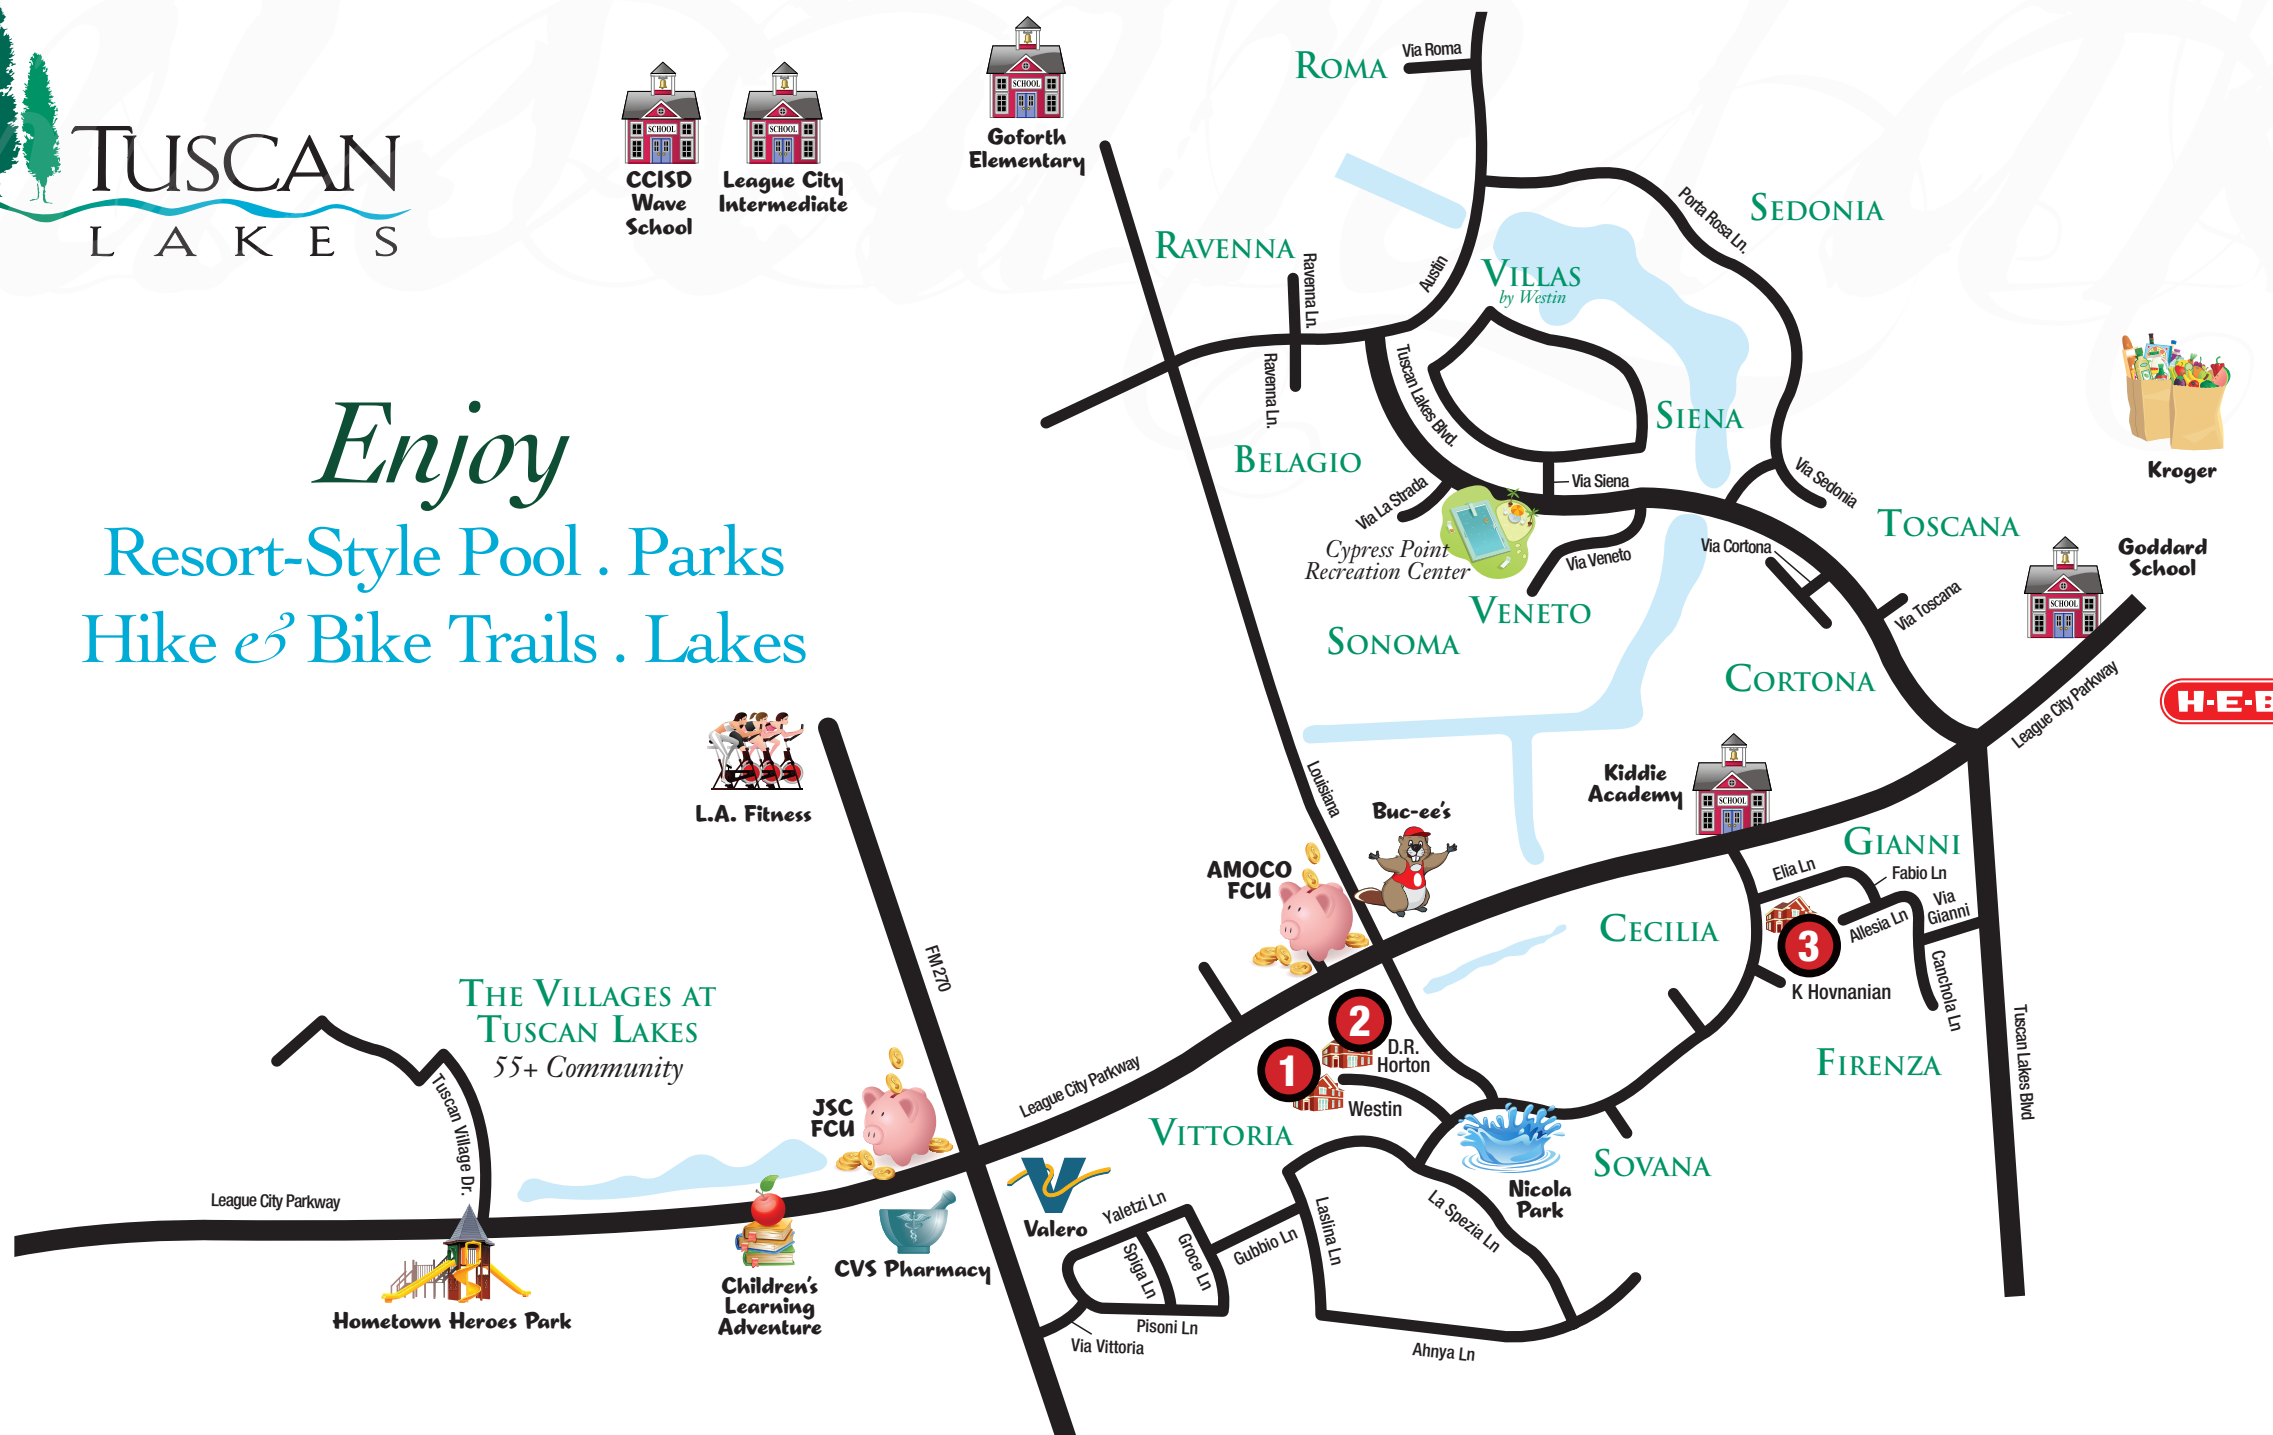 TUSCAN
LAKES
Enjoy
Resort-Style Pool . Parks
Hike & Bike Trails . Lakes
SCHOOL
CCISD
Wave
School
SCHOOL
League City
Intermediate
SCHOOL
Goforth
Elementary
ROMA
Via Roma
SEDONIA
Porta Rosa Ln.
RAVENNA
Ravenna Ln.
Ravenna Ln.
Austin
VILLAS
by Westin
Tuscan Lakes Blvd.
SIENA
Via Siena
BELAGIO
Via La Strada
Cypress Point
Recreation Center
Via Veneto
VENETO
SONOMA
Via Sedonia
TOSCANA
Via Cortona
Via Toscana
CORTONA
Kroger
Goddard
School
SCHOOL
League City Parkway
H-E-B
L.A. Fitness
Louisiana
Buc-ee's
AMOCO
FCU
Kiddie
Academy
SCHOOL
GIANNI
Elia Ln
Fabio Ln
Via
Gianni
Allesia Ln
Canchola Ln
CECILIA
3
K Hovnanian
FIRENZA
Tuscan Lakes Blvd
FM 270
THE VILLAGES AT
TUSCAN LAKES
55+ Community
Tuscan Village Dr.
JSC
FCU
League City Parkway
2
D.R.
Horton
1
Westin
VITTORIA
SOVANA
Nicola
Park
League City Parkway
Hometown Heroes Park
Children's
Learning
Adventure
CVS Pharmacy
V
Valero
Yaletzi Ln
Spiga Ln
Groce Ln
Gubbio Ln
Laslina Ln
La Spezia Ln
Pisoni Ln
Via Vittoria
Ahnya Ln